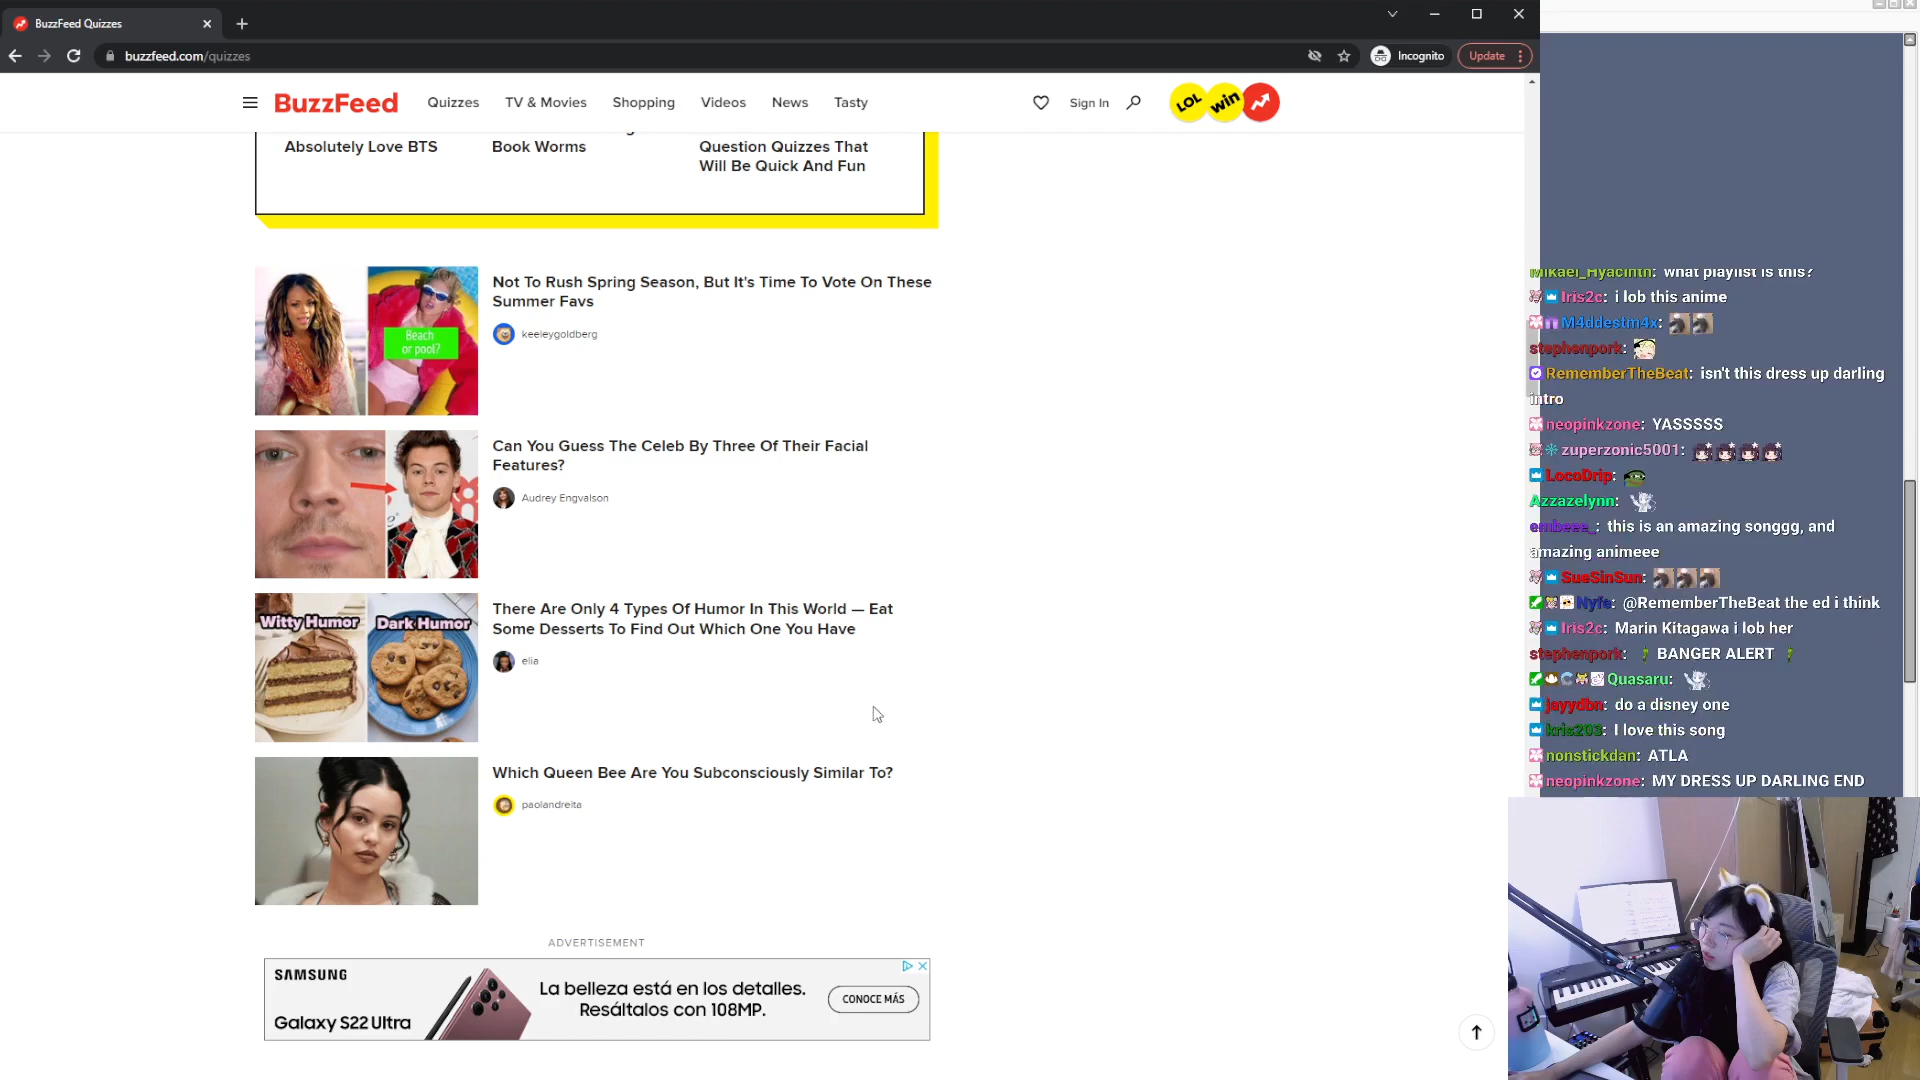 BuzzFeed Quizzes
buzzfeed.com/quizzes
Incognito
Update
BuzzFeed
Quizzes
TV & Movies
Shopping
Videos
News
Tasty
Sign In
LOL
win
Absolutely Love BTS
Book Worms
Question Quizzes That
Will Be Quick And Fun
Beach
or pool?
Not To Rush Spring Season, But It's Time To Vote On These
Summer Favs
keeleygoldberg
Can You Guess The Celeb By Three Of Their Facial
Features?
Audrey Engvalson
Witty Humor
Dark Humor
There Are Only 4 Types Of Humor In This World — Eat
Some Desserts To Find Out Which One You Have
elia
Which Queen Bee Are You Subconsciously Similar To?
paolandreita
ADVERTISEMENT
SAMSUNG
Galaxy S22 Ultra
La belleza está en los detalles.
Resáltalos con 108MP.
CONOCE MÁS
Mikael_Hyacinth: what playlist is this?
Iris2c: i lob this anime
M4ddestm4x:
stephenpork:
RememberTheBeat: isn't this dress up darling
intro
neopinkzone: YASSSSS
zuperzonic5001:
LocoDrip:
Azzazelynn:
embeee_: this is an amazing songgg, and
amazing animeee
SueSinSun:
Nyfe: @RememberTheBeat the ed i think
Iris2c: Marin Kitagawa i lob her
stephenpork: BANGER ALERT
Quasaru:
jayydbn: do a disney one
kris203: I love this song
nonstickdan: ATLA
neopinkzone: MY DRESS UP DARLING END